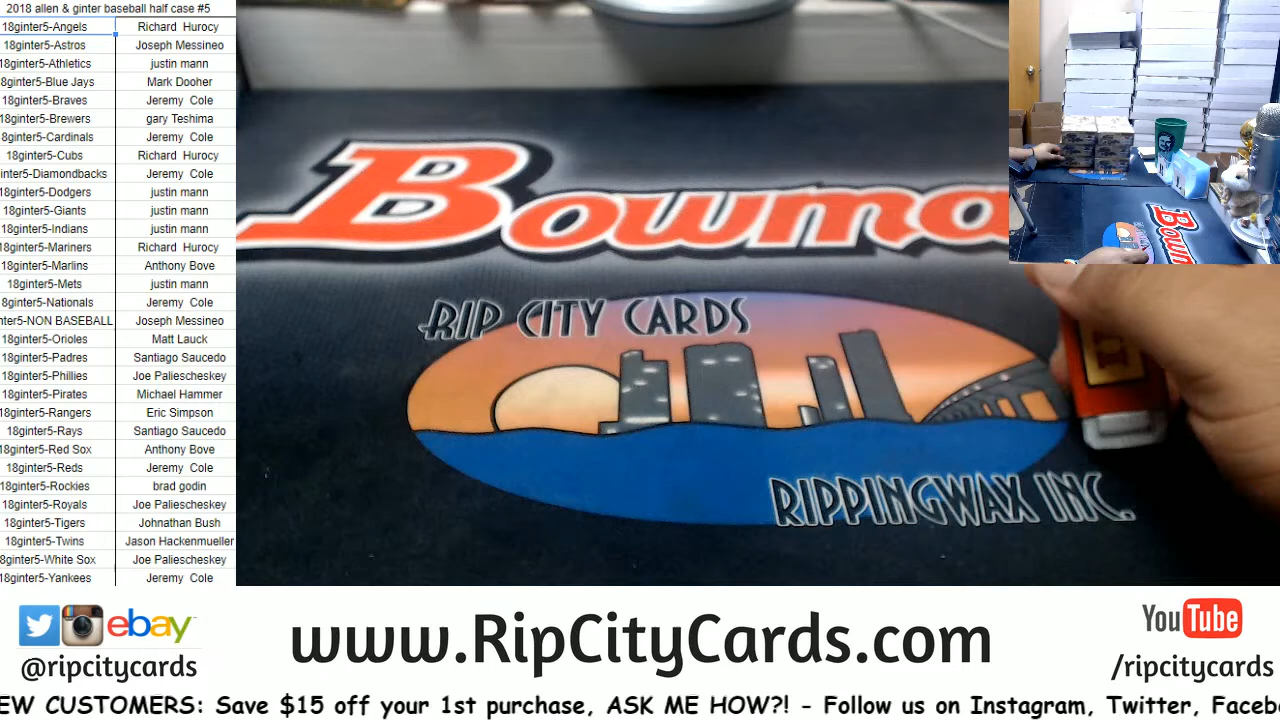 2018 allen & ginter baseball half case #5
18ginter5-Angels Richard Hurocy
18ginter5-Astros Joseph Messineo
18ginter5-Athletics justin mann
8ginter5-Blue Jays Mark Dooher
18ginter5-Braves Jeremy Cole
18ginter5-Brewers gary Teshima
8ginter5-Cardinals Jeremy Cole
18ginter5-Cubs Richard Hurocy
inter5-Diamondbacks Jeremy Cole
18ginter5-Dodgers justin mann
18ginter5-Giants justin mann
18ginter5-Indians justin mann
18ginter5-Mariners Richard Hurocy
18ginter5-Marlins Anthony Bove
18ginter5-Mets justin mann
8ginter5-Nationals Jeremy Cole
nter5-NON BASEBALL Joseph Messineo
18ginter5-Orioles Matt Lauck
18ginter5-Padres Santiago Saucedo
18ginter5-Phillies Joe Paliescheskey
18ginter5-Pirates Michael Hammer
18ginter5-Rangers Eric Simpson
18ginter5-Rays Santiago Saucedo
18ginter5-Red Sox Anthony Bove
18ginter5-Reds Jeremy Cole
18ginter5-Rockies brad godin
18ginter5-Royals Joe Paliescheskey
18ginter5-Tigers Johnathan Bush
18ginter5-Twins Jason Hackenmueller
8ginter5-White Sox Joe Paliescheskey
18ginter5-Yankees Jeremy Cole
Bowma
RIP CITY CARDS
RIPPINGWAX INC.
Bown
ebay
@ripcitycards
www.RipCityCards.com
YouTube
/ripcitycards
EW CUSTOMERS: Save $15 off your 1st purchase, ASK ME HOW?! - Follow us on Instagram, Twitter, Facebo